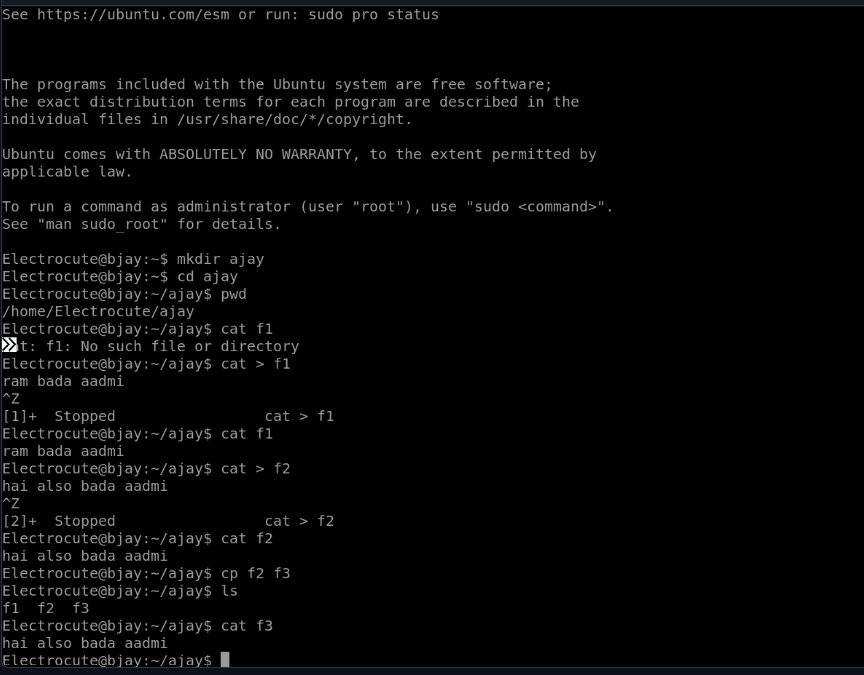 See https://ubuntu.com/esm or run: sudo pro status
The programs included with the Ubuntu system are free software;
the exact distribution terms for each program are described in the
individual files in /usr/share/doc/*/copyright.
Ubuntu comes with ABSOLUTELY NO WARRANTY, to the extent permitted by
applicable law.
To run a command as administrator (user "root"), use "sudo <command>".
See "man sudo_root" for details.
Electrocute@bjay:~$ mkdir ajay
Electrocute@bjay:~$ cd ajay
Electrocute@bjay:~/ajay$ pwd
/home/Electrocute/ajay
Electrocute@bjay:~/ajay$ cat f1
t: f1: No such file or directory
Electrocute@bjay:~/ajay$ cat > f1
ram bada aadmi
^Z
[1]+  Stopped                 cat > f1
Electrocute@bjay:~/ajay$ cat f1
ram bada aadmi
Electrocute@bjay:~/ajay$ cat > f2
hai also bada aadmi
^Z
[2]+  Stopped                 cat > f2
Electrocute@bjay:~/ajay$ cat f2
hai also bada aadmi
Electrocute@bjay:~/ajay$ cp f2 f3
Electrocute@bjay:~/ajay$ ls
f1  f2  f3
Electrocute@bjay:~/ajay$ cat f3
hai also bada aadmi
Electrocute@bjay:~/ajay$